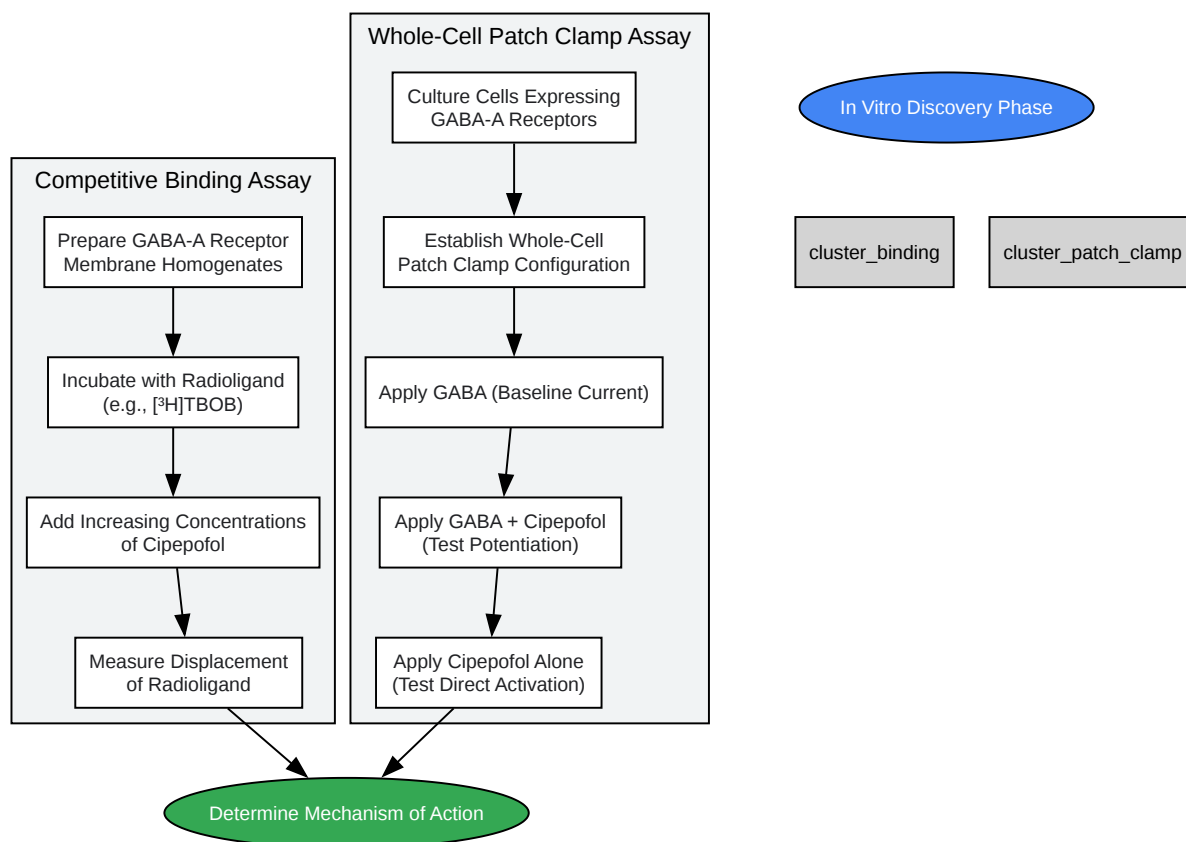 Whole-Cell Patch Clamp Assay
Culture Cells Expressing
GABA-A Receptors
Establish Whole-Cell
Patch Clamp Configuration
Apply GABA (Baseline Current)
Apply GABA + Cipepofol
(Test Potentiation)
Apply Cipepofol Alone
(Test Direct Activation)
Competitive Binding Assay
Prepare GABA-A Receptor
Membrane Homogenates
Incubate with Radioligand
(e.g., [³H]TBOB)
Add Increasing Concentrations
of Cipepofol
Measure Displacement
of Radioligand
Determine Mechanism of Action
In Vitro Discovery Phase
cluster_binding
cluster_patch_clamp